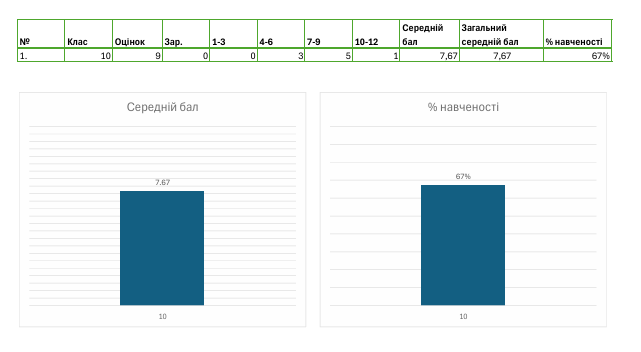 № Клас Оцінок Зар. 1-3 4-6 7-9 10-12 Середній бал Загальний середній бал % навченості
1. 10 9 0 0 3 5 1 7,67 7,67 67%
Середній бал
7.67
10
% навченості
67%
10